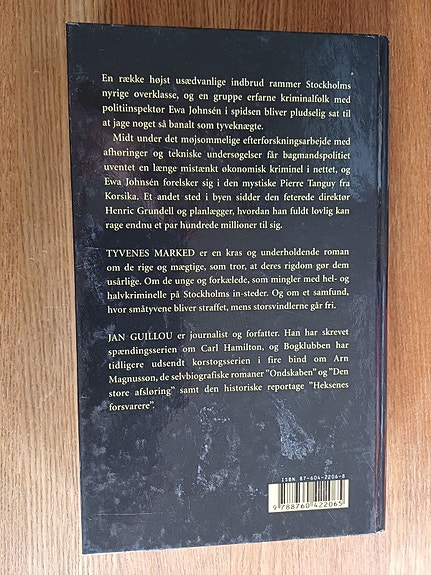 En række højst usædvanlige indbrud rammer Stockholms
nyrige overklasse, og en gruppe erfarne kriminalfolk med
politiinspektør Ewa Johnsén i spidsen bliver pludselig sat til
at jage noget så banalt som tyveknægte.
Midt under det møjsommelige efterforskningsarbejde med
afhøringer og tekniske undersøgelser får bagmandspolitiet
uventet en længe mistænkt økonomisk kriminel i nettet, og
Ewa Johnsén forelsker sig i den mystiske Pierre Tanguy fra
Korsika. Et andet sted i byen sidder den feterede direktør
Henric Grundell og planlægger, hvordan han fuldt lovlig kan
rage endnu et par hundrede millioner til sig.
TYVENES MARKED er en kras og underholdende roman
om de rige og mægtige, som tror, at deres rigdom gør dem
usårlige. Om de unge og forkælede, som mingler med hel- og
halvkriminelle på Stockholms in-steder. Og om et samfund,
hvor småtyvene bliver straffet, mens storsvindlerne går fri.
JAN GUILLOU er journalist og forfatter. Han har skrevet
spændingsserien om Carl Hamilton, og Bogklubben har
tidligere udsendt korstogsserien i fire bind om Arn
Magnusson, de selvbiografiske romaner "Ondskaben" og "Den
store afsløring" samt den historiske reportage "Heksenes
forsvarere".
ISBN 87-604-2206-8
9 788760 422065